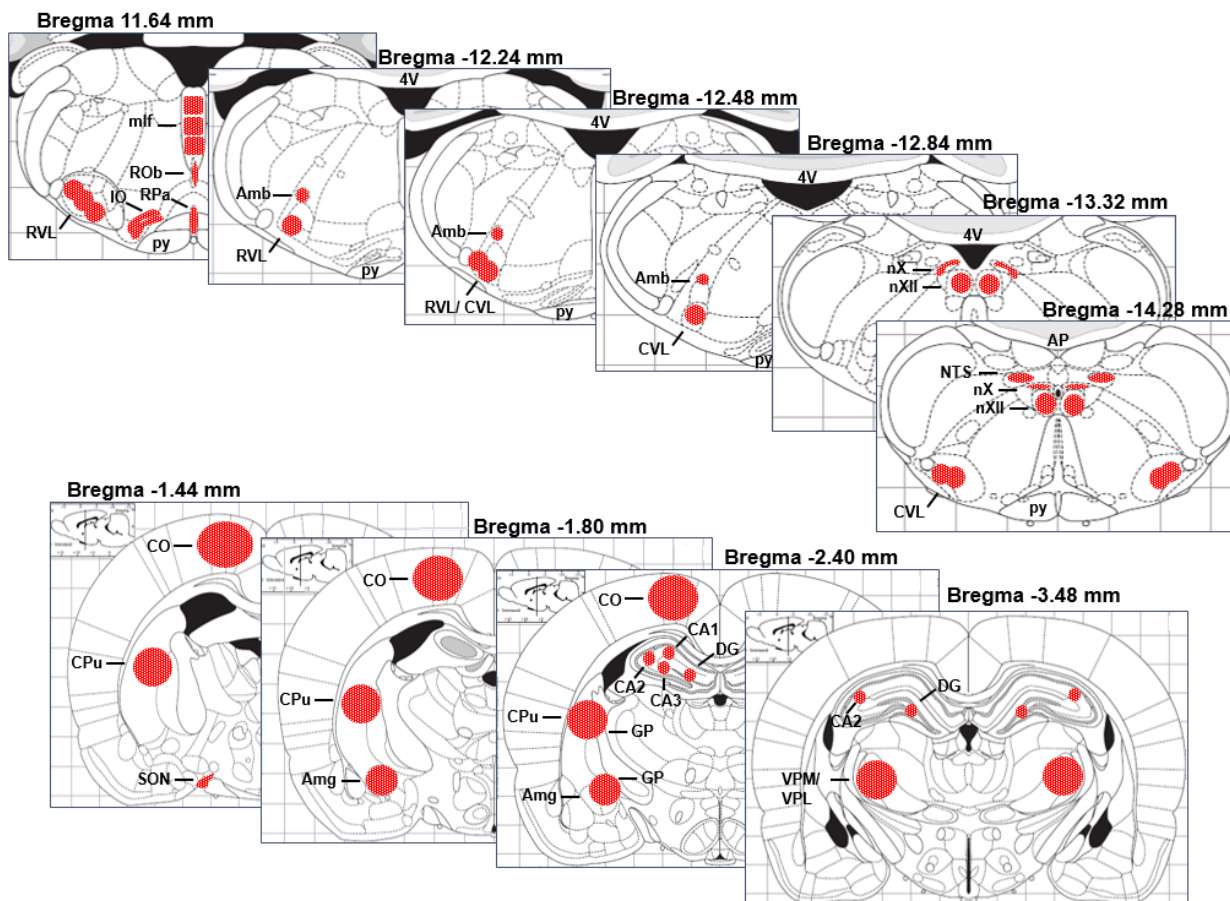 Bregma 11.64 mm
mlf
ROb
IO
RPa
RVL
py
Bregma -12.24 mm
4V
Amb
RVL
py
Bregma -12.48 mm
4V
Amb
RVL/ CVL
py
Bregma -12.84 mm
4V
Amb
CVL
py
Bregma -13.32 mm
4V
nX
nXII
Bregma -14.28 mm
AP
NTS
nX
nXII
CVL
py
Bregma -1.44 mm
CO
CPu
SON
Bregma -1.80 mm
CO
CPu
Amg
Bregma -2.40 mm
CO
CA1
DG
CA2
CA3
CPu
GP
GP
Amg
Bregma -3.48 mm
DG
CA2
VPM/
VPL